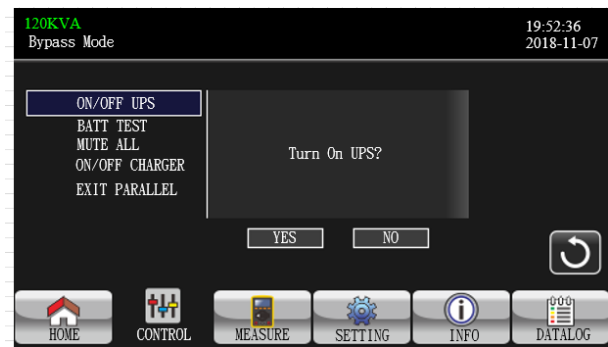 120KVA
Bypass Mode
19:52:36
2018-11-07
ON/OFF UPS
BATT TEST
MUTE ALL
ON/OFF CHARGER
EXIT PARALLEL
Turn On UPS?
YES NO
HOME CONTROL MEASURE SETTING INFO DATALOG